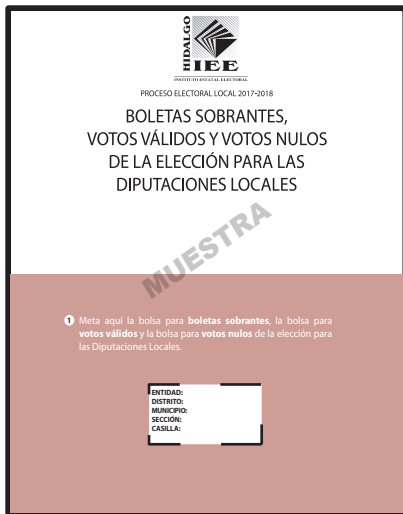 HIDALGO
IEE
INSTITUTO ESTATAL ELECTORAL
PROCESO ELECTORAL LOCAL 2017-2018
BOLETAS SOBRANTES,
VOTOS VÁLIDOS Y VOTOS NULOS
DE LA ELECCIÓN PARA LAS
DIPUTACIONES LOCALES
MUESTRA
1 Meta aquí la bolsa para boletas sobrantes, la bolsa para
votos válidos y la bolsa para votos nulos de la elección para
las Diputaciones Locales.
ENTIDAD:
DISTRITO:
MUNICIPIO:
SECCIÓN:
CASILLA: